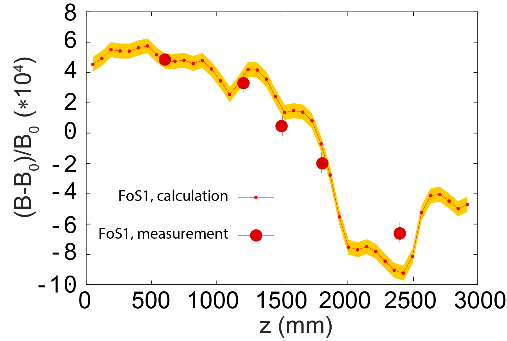 8
6
4
2
0
-2
-4
-6
-8
-10
(B-B0)/B0 (*10⁴)
FoS1, calculation
FoS1, measurement
0 500 1000 1500 2000 2500 3000
z (mm)